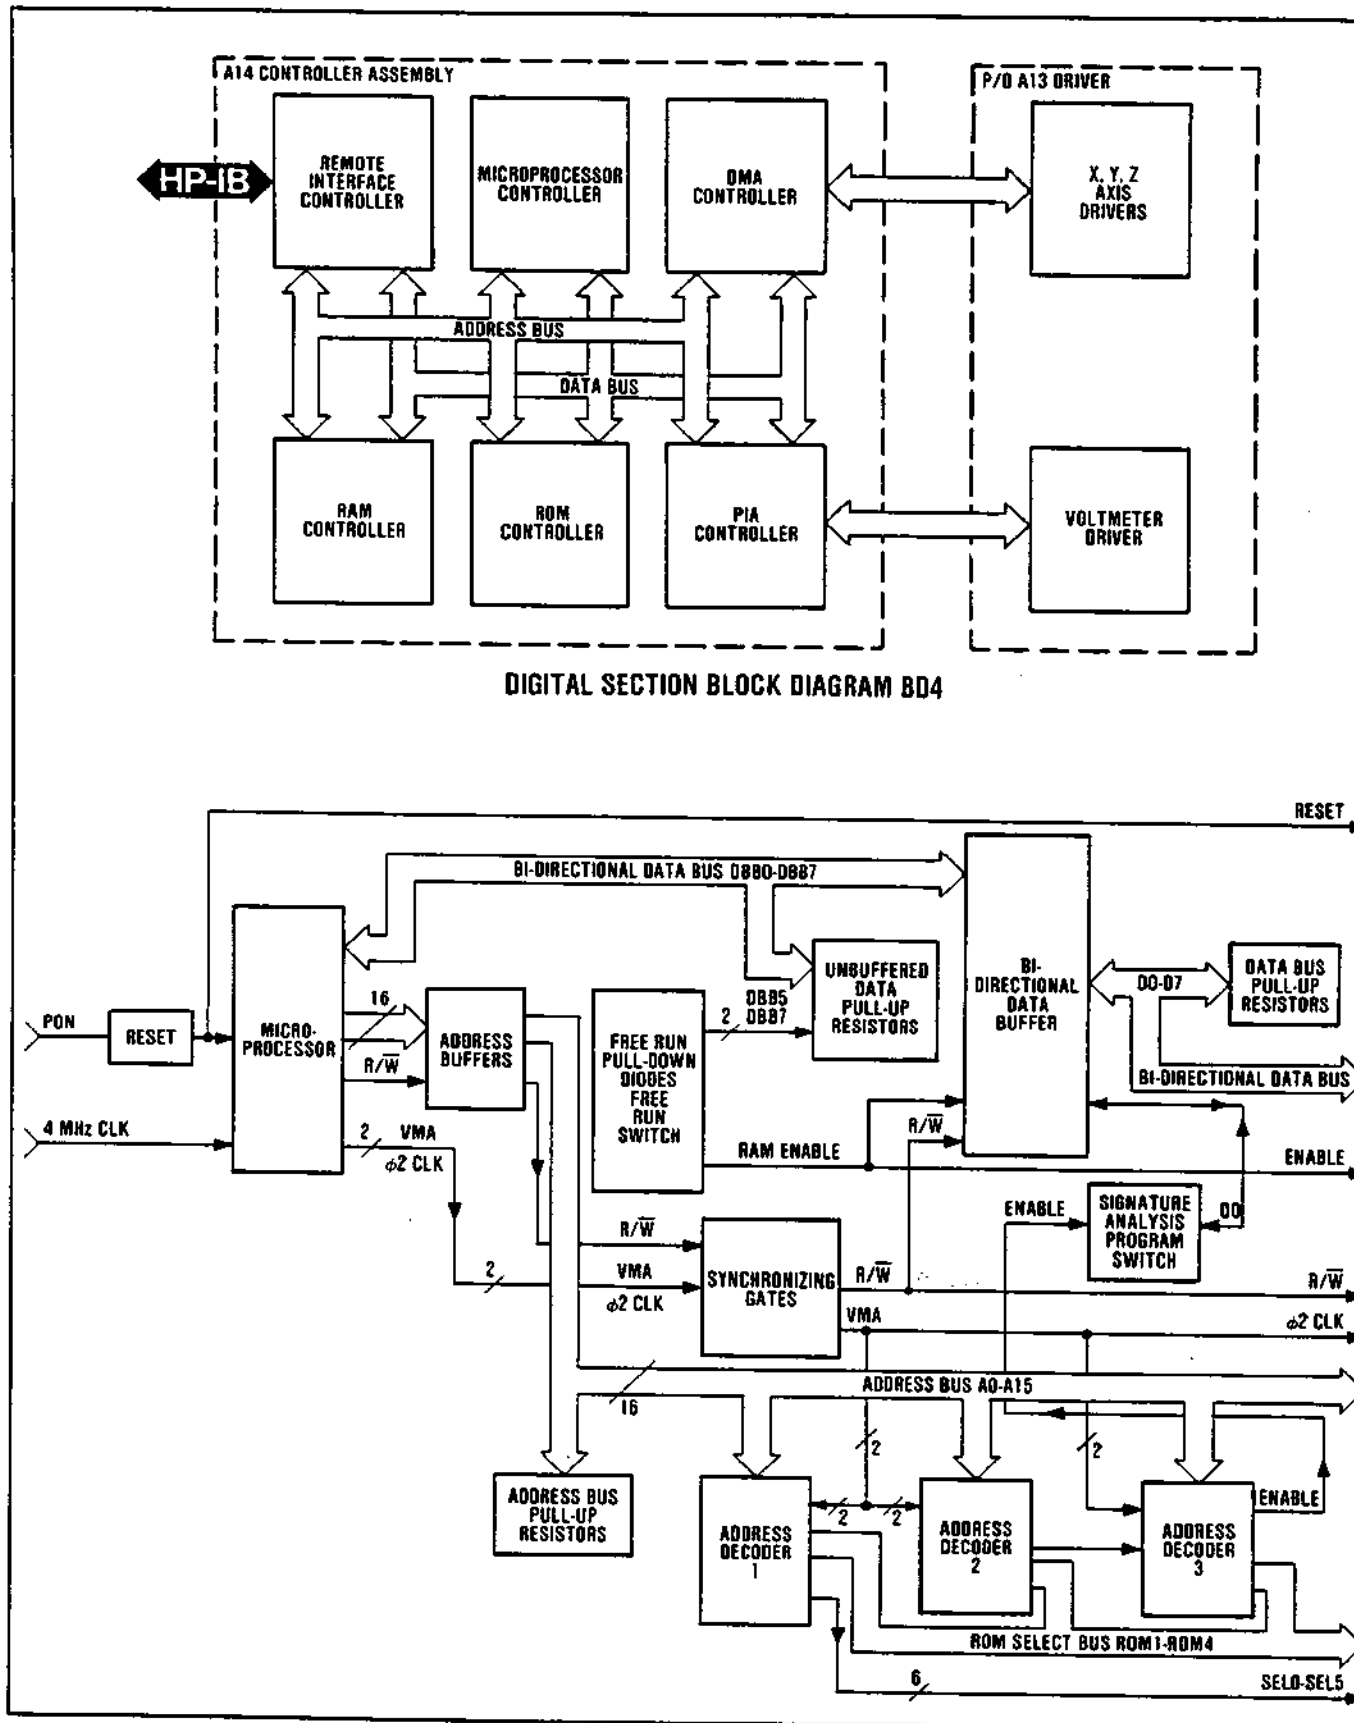 A14 CONTROLLER ASSEMBLY
P/O A13 DRIVER
HP-IB
REMOTE
INTERFACE
CONTROLLER
MICROPROCESSOR
CONTROLLER
DMA
CONTROLLER
X, Y, Z
AXIS
DRIVERS
ADDRESS BUS
DATA BUS
RAM
CONTROLLER
ROM
CONTROLLER
PIA
CONTROLLER
VOLTMETER
DRIVER
DIGITAL SECTION BLOCK DIAGRAM BD4
RESET
BI-DIRECTIONAL DATA BUS DBB0-DBB7
PON
RESET
MICRO-
PROCESSOR
16
R/W̅
ADDRESS
BUFFERS
4 MHz CLK
2
VMA
φ2 CLK
FREE RUN
PULL-DOWN
DIODES
FREE
RUN
SWITCH
2
DBB5
DBB7
UNBUFFERED
DATA
PULL-UP
RESISTORS
BI-
DIRECTIONAL
DATA
BUFFER
D0-D7
DATA BUS
PULL-UP
RESISTORS
BI-DIRECTIONAL DATA BUS
R/W̅
RAM ENABLE
ENABLE
ENABLE
SIGNATURE
ANALYSIS
PROGRAM
SWITCH
D0
R/W̅
2
VMA
φ2 CLK
SYNCHRONIZING
GATES
R/W̅
R/W̅
VMA
φ2 CLK
16
ADDRESS BUS A0-A15
2
2
ADDRESS BUS
PULL-UP
RESISTORS
ADDRESS
DECODER
1
2
2
ADDRESS
DECODER
2
ADDRESS
DECODER
3
ENABLE
ROM SELECT BUS ROM1-ROM4
6
SEL0-SEL5